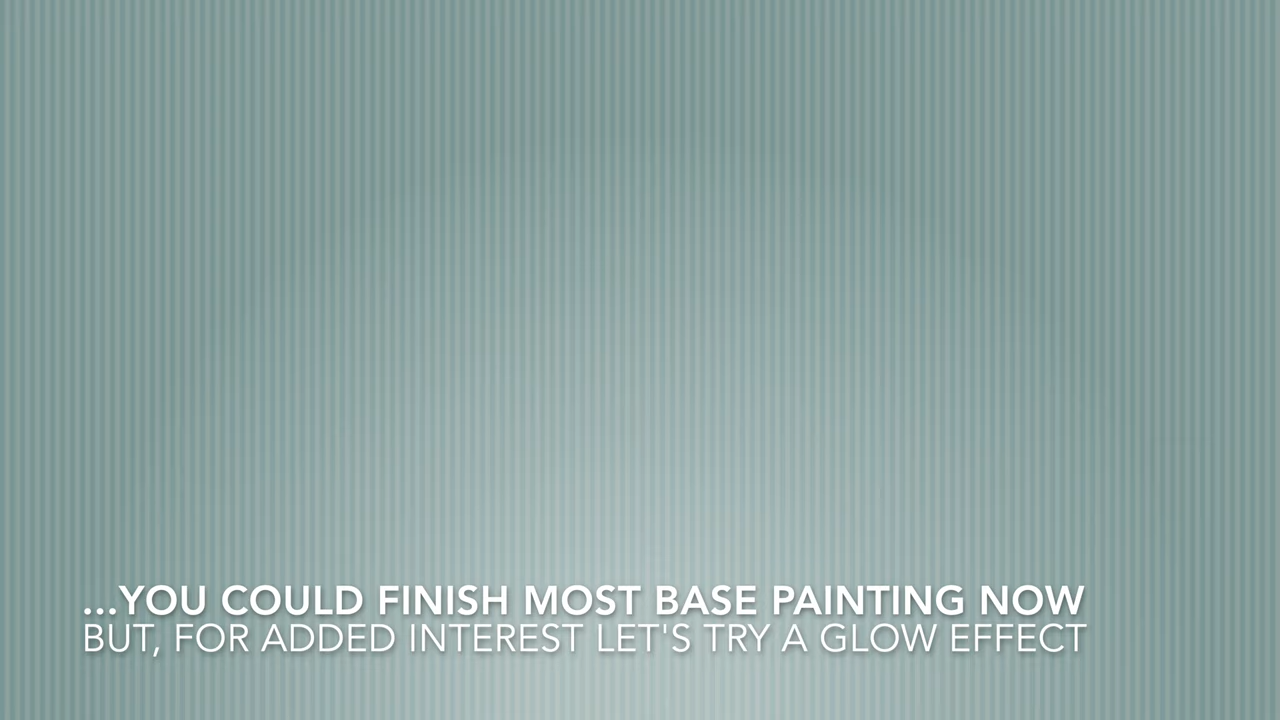 ...YOU COULD FINISH MOST BASE PAINTING NOW
BUT, FOR ADDED INTEREST LET'S TRY A GLOW EFFECT